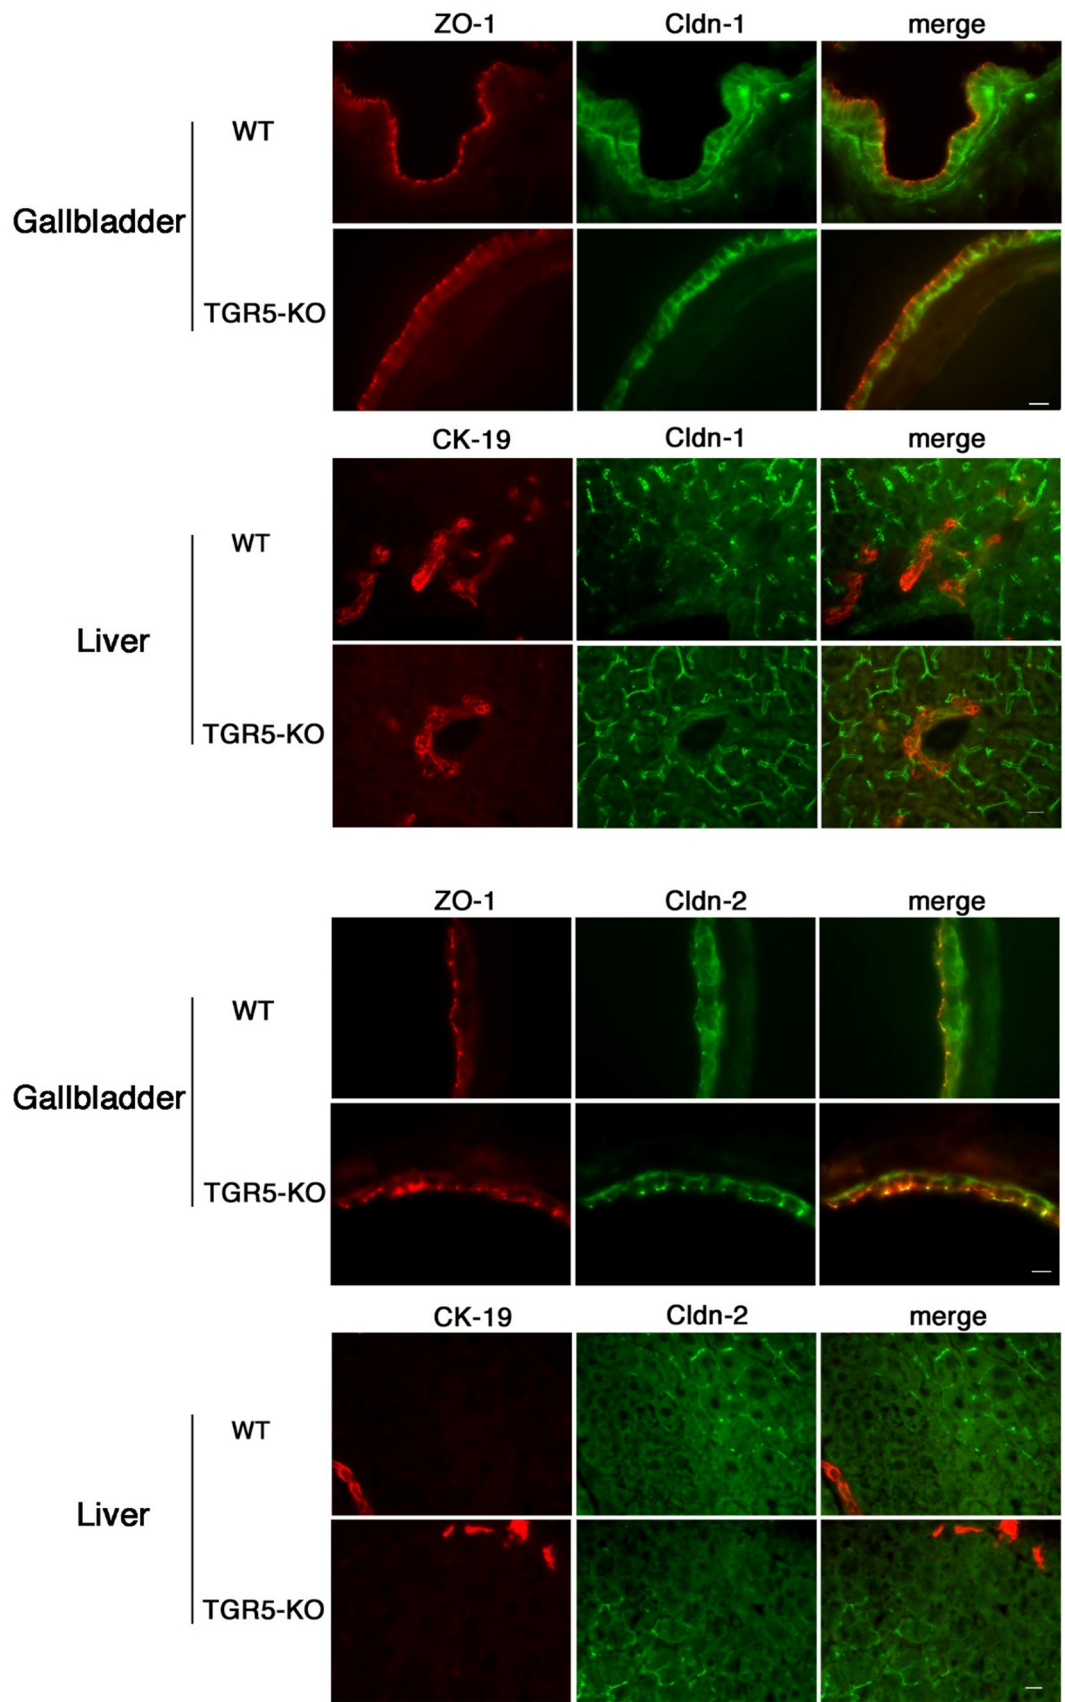 ZO-1 Cldn-1 merge
WT
Gallbladder
TGR5-KO
CK-19 Cldn-1 merge
WT
Liver
TGR5-KO
ZO-1 Cldn-2 merge
WT
Gallbladder
TGR5-KO
CK-19 Cldn-2 merge
WT
Liver
TGR5-KO